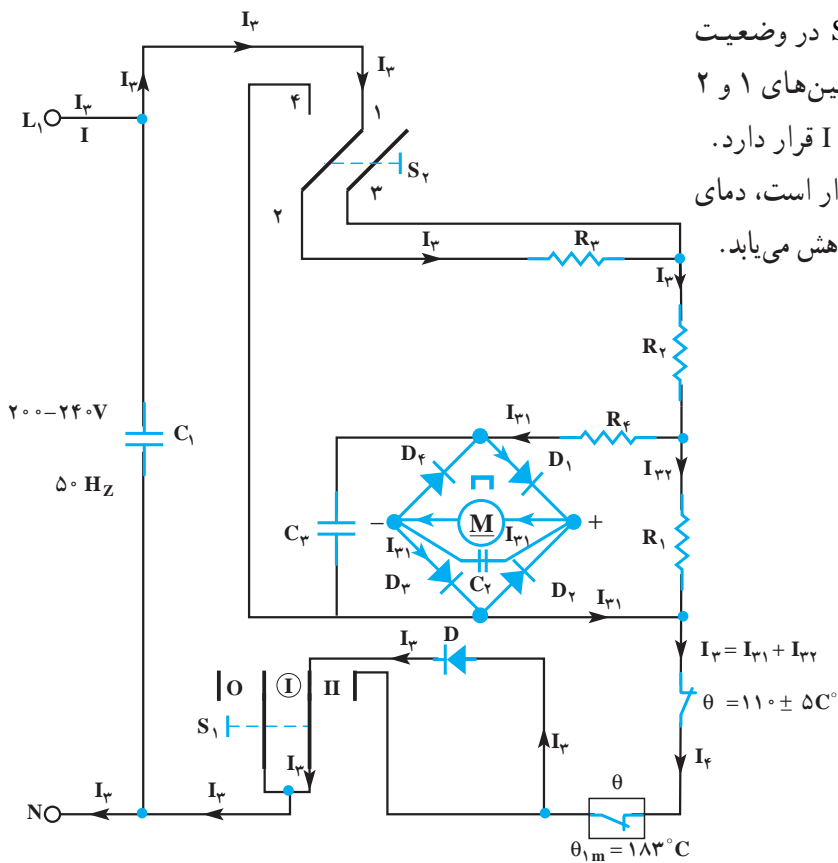 S در وضعیت
ین‌های ۱ و ۲
I قرار دارد.
ار است، دمای
هش می‌یابد.
I۳
I۳
I۳
I۳
L۱
I
۴
۱
S۲
۲
۳
I۳
R۳
I۳
R۲
۲۰۰-۲۴۰V
C۱
۵۰ HZ
I۳۱
R۴
D۴
D۱
I۳۲
C۳
-
M
+
I۳۱
I۳۱
R۱
D۳
C۲
D۲
I۳۱
I۳ = I۳۱ + I۳۲
I۳
D
O
I
II
θ = ۱۱۰ ± ۵C°
S۱
I۳
I۳
I۴
N
I۳
I۳
θ
θ۱m = ۱۸۳°C